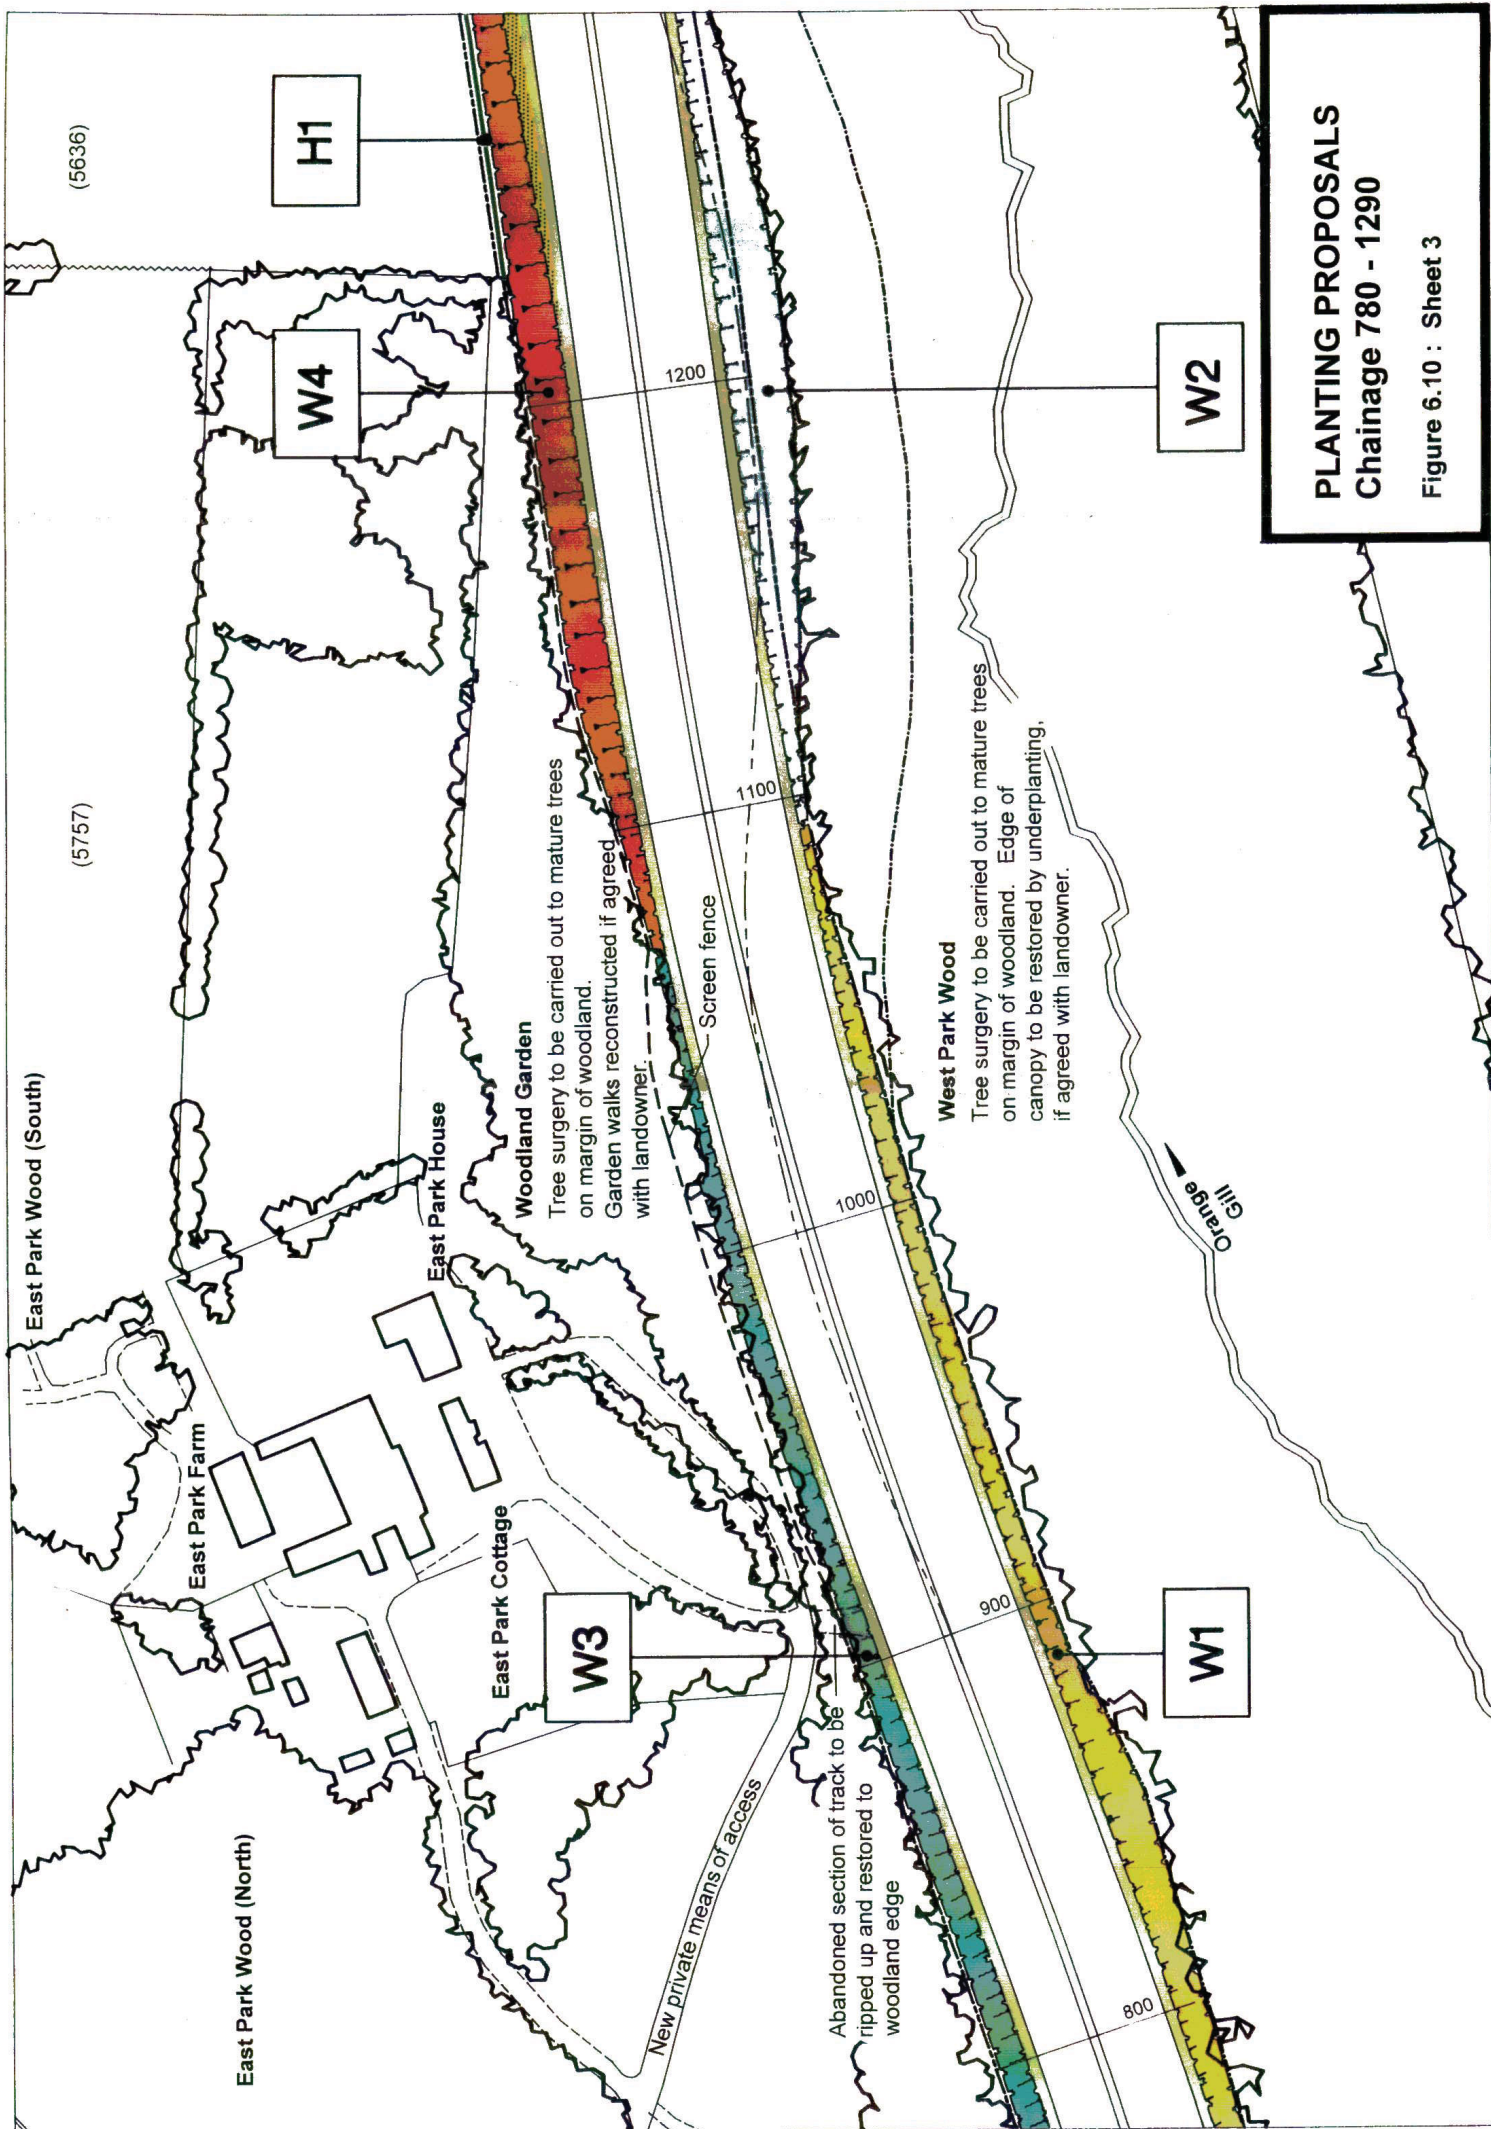 East Park Wood (North)
East Park Farm
East Park Wood (South)
(5757)
(5636)
East Park Cottage
East Park House
W3
W4
H1
New private means of access
Woodland Garden
Tree surgery to be carried out to mature trees
on margin of woodland.
Garden walks reconstructed if agreed
with landowner.
Screen fence
Abandoned section of track to be
ripped up and restored to
woodland edge
800
900
1000
1100
1200
West Park Wood
Tree surgery to be carried out to mature trees
on margin of woodland. Edge of
canopy to be restored by underplanting,
if agreed with landowner.
Orange
Gill
W1
W2
PLANTING PROPOSALS
Chainage 780 - 1290
Figure 6.10 : Sheet 3